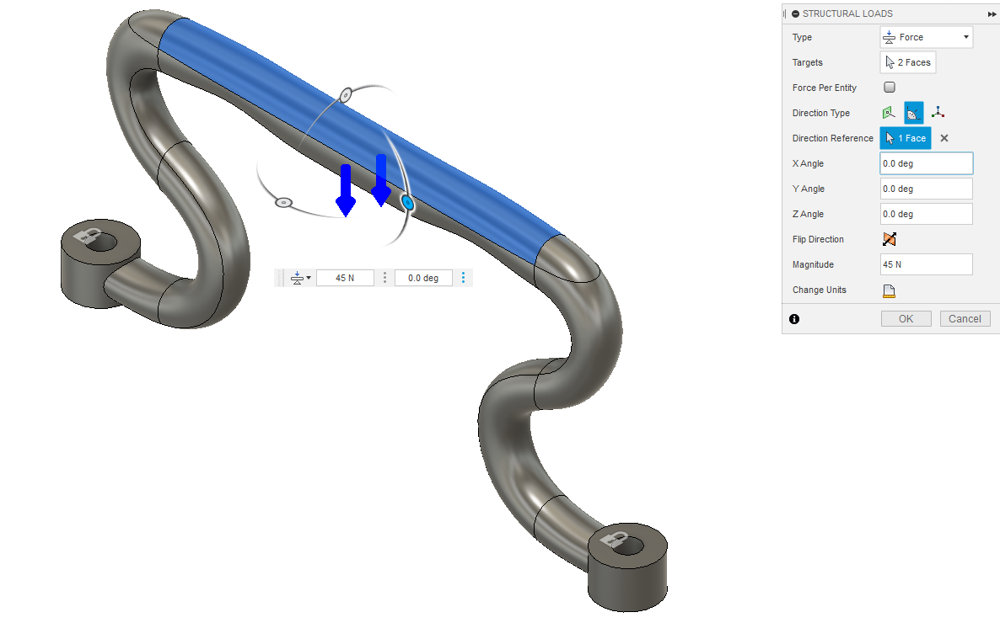 STRUCTURAL LOADS
Type Force
Targets 2 Faces
Force Per Entity
Direction Type
Direction Reference 1 Face
X Angle 0.0 deg
Y Angle 0.0 deg
Z Angle 0.0 deg
Flip Direction
Magnitude 45 N
Change Units
OK Cancel
45 N 0.0 deg